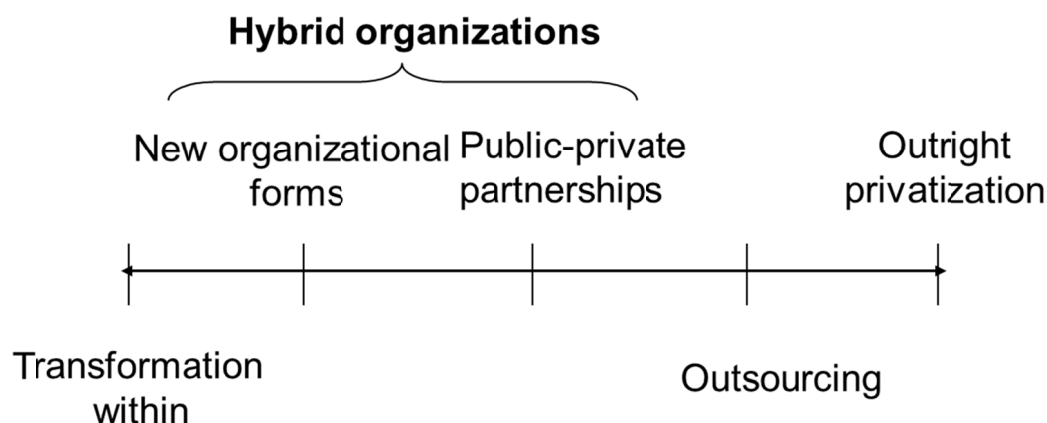 Hybrid organizations
New organizational
forms
Public-private
partnerships
Outright
privatization
Transformation
within
Outsourcing